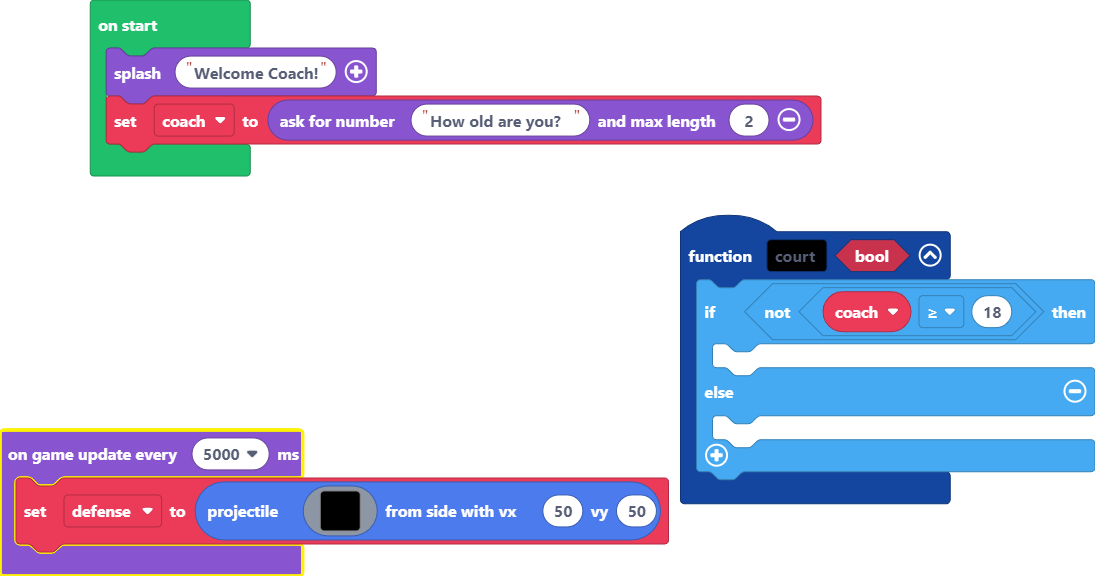 on start
splash "Welcome Coach!"
set coach to ask for number "How old are you? " and max length 2
function court bool
if not coach ≥ 18 then
else
on game update every 5000 ms
set defense to projectile from side with vx 50 vy 50